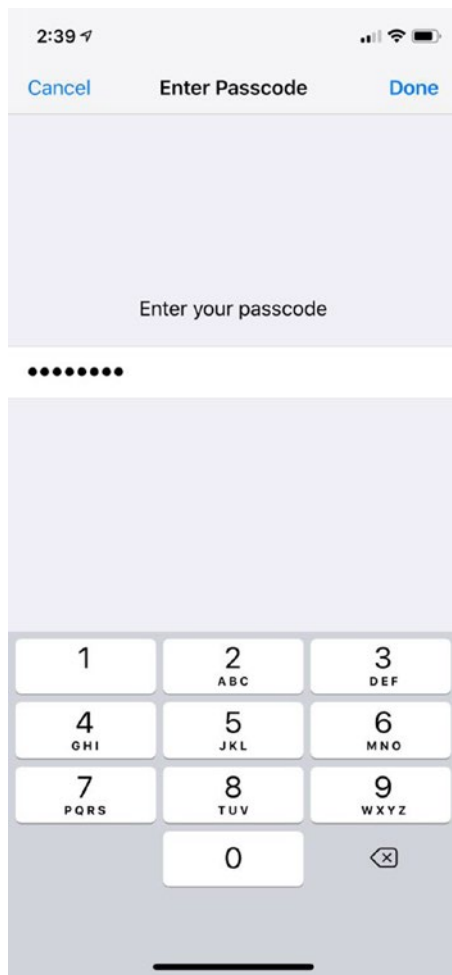 2:39
Cancel Enter Passcode Done
Enter your passcode
••••••••
1 2 3
ABC DEF
4 5 6
GHI JKL MNO
7 8 9
PQRS TUV WXYZ
0